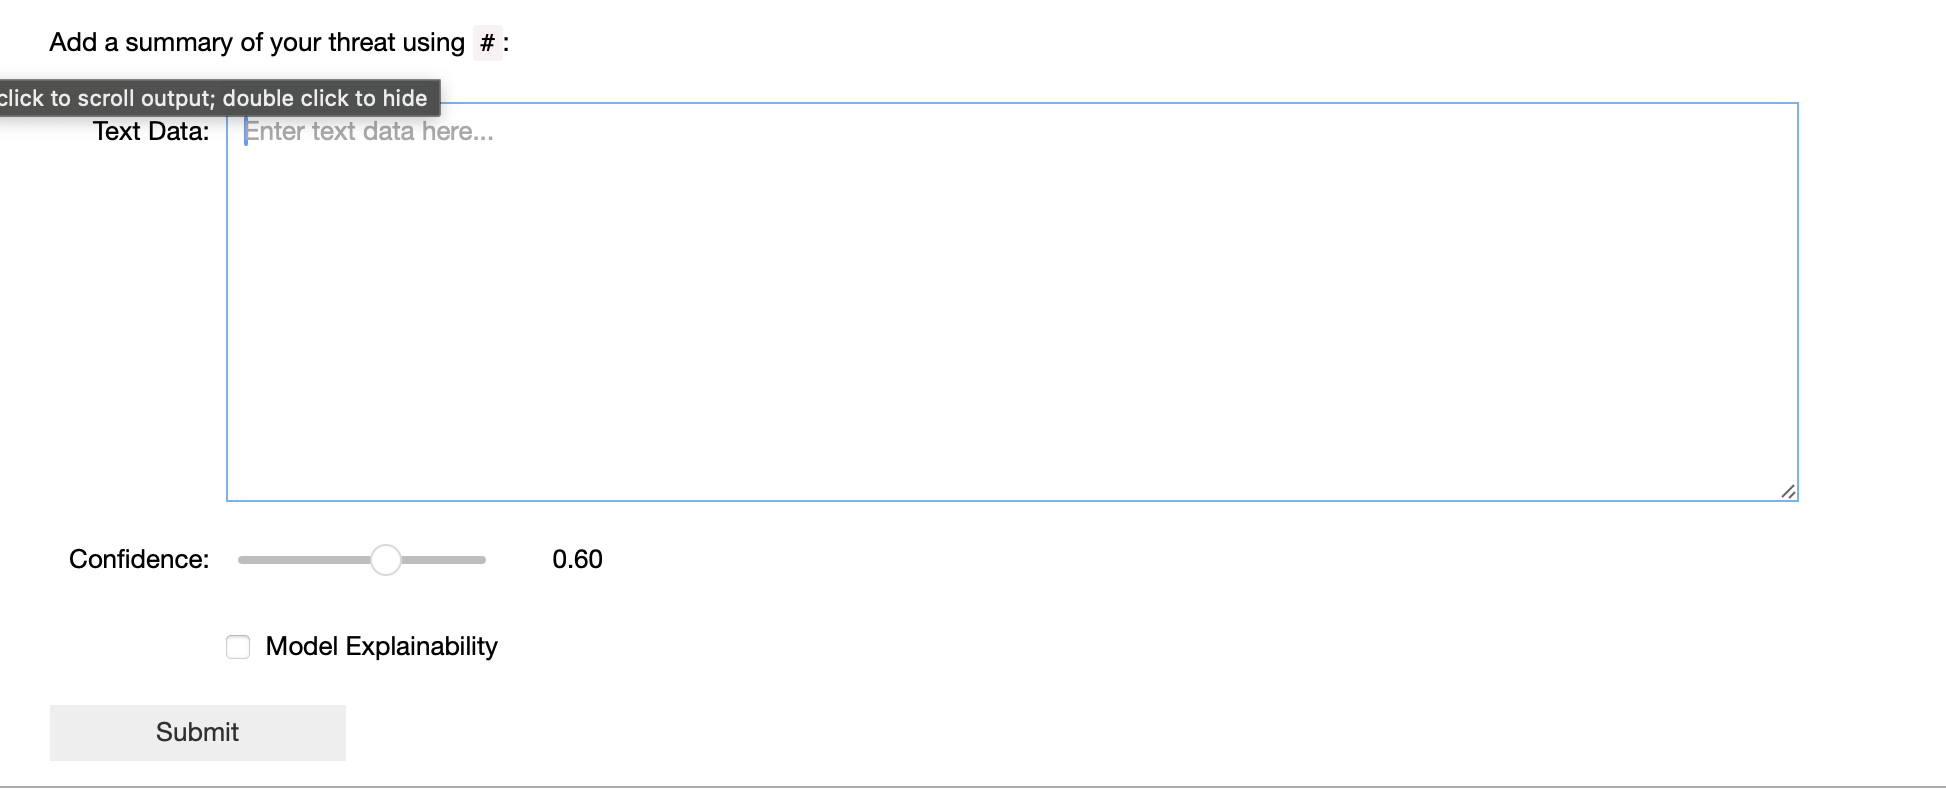 Add a summary of your threat using #:
click to scroll output; double click to hide
Text Data:
Enter text data here...
Confidence:
0.60
Model Explainability
Submit